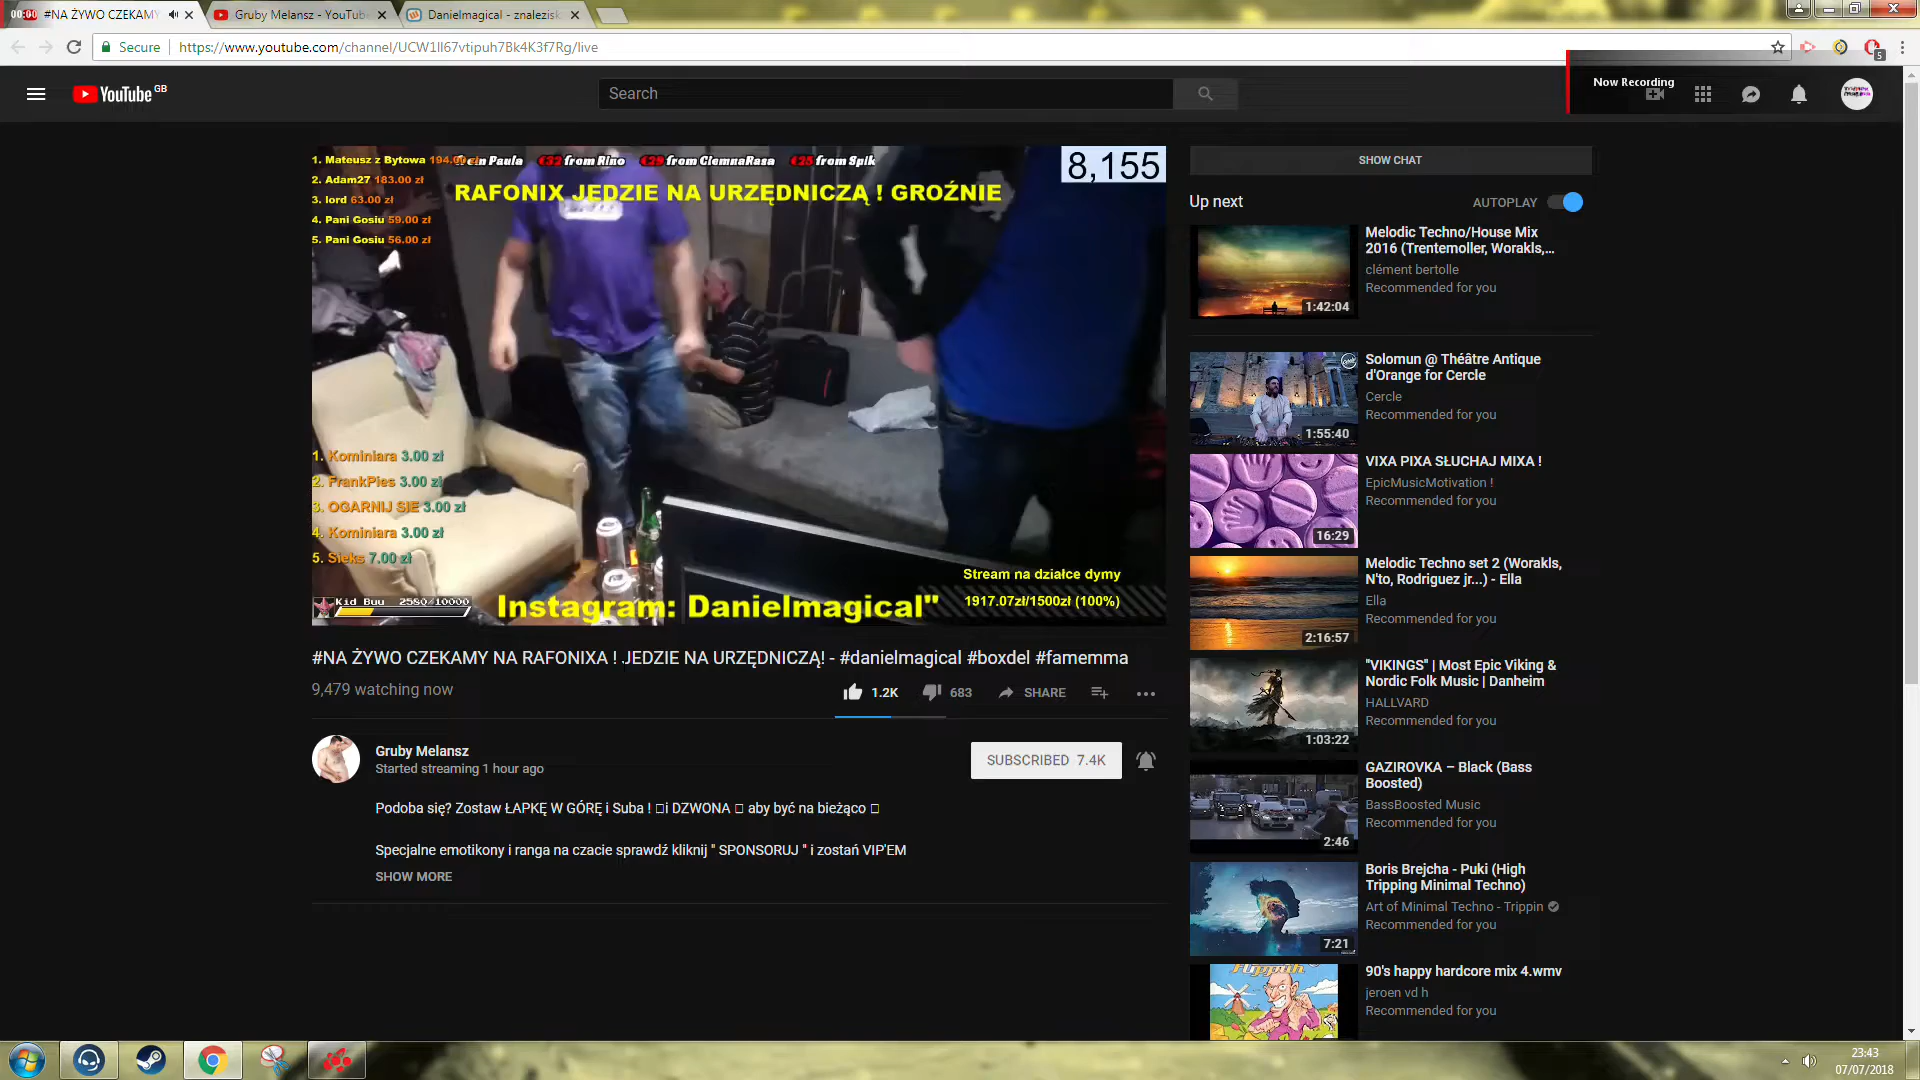 00:00 #NA ŻYWO CZEKAMY
Gruby Melansz - YouTube
Danielmagical - znalezisk
Secure
https://www.youtube.com/channel/UCW1Il67vtipuh7Bk4K3f7Rg/live
5
YouTube GB
Search
Now Recording
1. Mateusz z Bytowa 194.00 zł
2. Adam27 183.00 zł
3. lord 63.00 zł
4. Pani Gosiu 59.00 zł
5. Pani Gosiu 56.00 zł
Paula from Rino from CiemnaRasa from Spik
8,155
RAFONIX JEDZIE NA URZĘDNICZĄ ! GROŹNIE
1. Kominiara 3.00 zł
2. FrankPies 3.00 zł
3. OGARNIJ SIE 3.00 zł
4. Kominiara 3.00 zł
5. Sieks 7.00 zł
Kid Buu 2580/10000
Instagram: Danielmagical"
Stream na działce dymy
1917.07zł/1500zł (100%)
#NA ŻYWO CZEKAMY NA RAFONIXA ! JEDZIE NA URZĘDNICZĄ! - #danielmagical #boxdel #famemma
9,479 watching now
1.2K
683
SHARE
Gruby Melansz
Started streaming 1 hour ago
SUBSCRIBED 7.4K
Podoba się? Zostaw ŁAPKĘ W GÓRĘ i Suba ! i DZWONA aby być na bieżąco
Specjalne emotikony i ranga na czacie sprawdź kliknij " SPONSORUJ " i zostań VIP'EM
SHOW MORE
SHOW CHAT
Up next
AUTOPLAY
Melodic Techno/House Mix
2016 (Trentemoller, Worakls,...
clément bertolle
Recommended for you
1:42:04
Solomun @ Théâtre Antique
d'Orange for Cercle
Cercle
Recommended for you
1:55:40
VIXA PIXA SŁUCHAJ MIXA !
EpicMusicMotivation !
Recommended for you
16:29
Melodic Techno set 2 (Worakls,
N'to, Rodriguez jr...) - Ella
Ella
Recommended for you
2:16:57
"VIKINGS" | Most Epic Viking &
Nordic Folk Music | Danheim
HALLVARD
Recommended for you
1:03:22
GAZIROVKA – Black (Bass
Boosted)
BassBoosted Music
Recommended for you
2:46
Boris Brejcha - Puki (High
Tripping Minimal Techno)
Art of Minimal Techno - Trippin
Recommended for you
7:21
90's happy hardcore mix 4.wmv
jeroen vd h
Recommended for you
23:43
07/07/2018